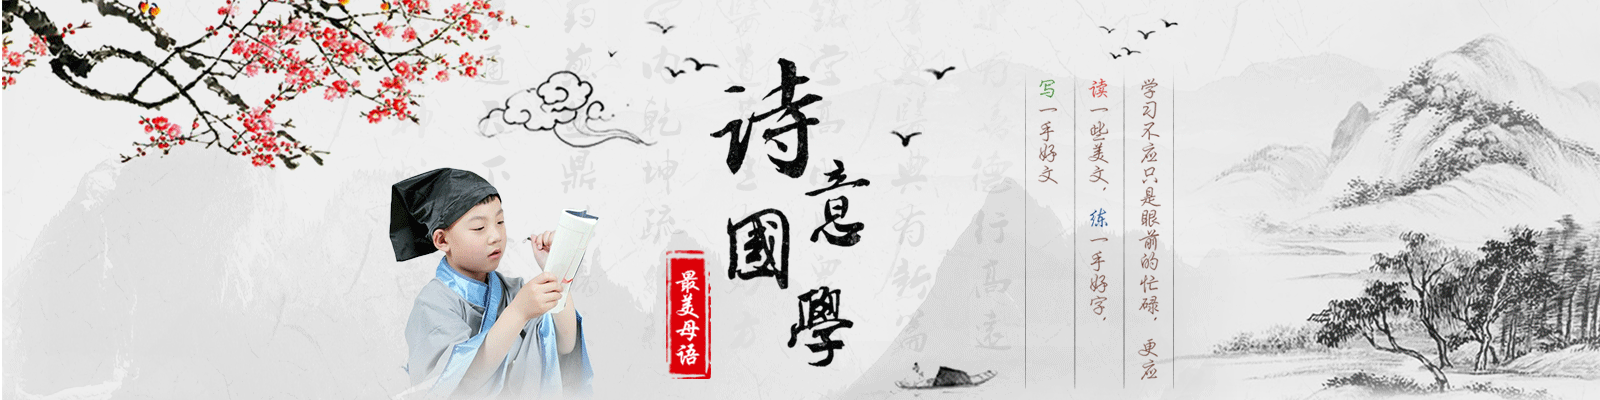 诗意國學
最美母语
学习不应只是眼前的忙碌，更应
读一些美文，练一手好字，
写一手好文